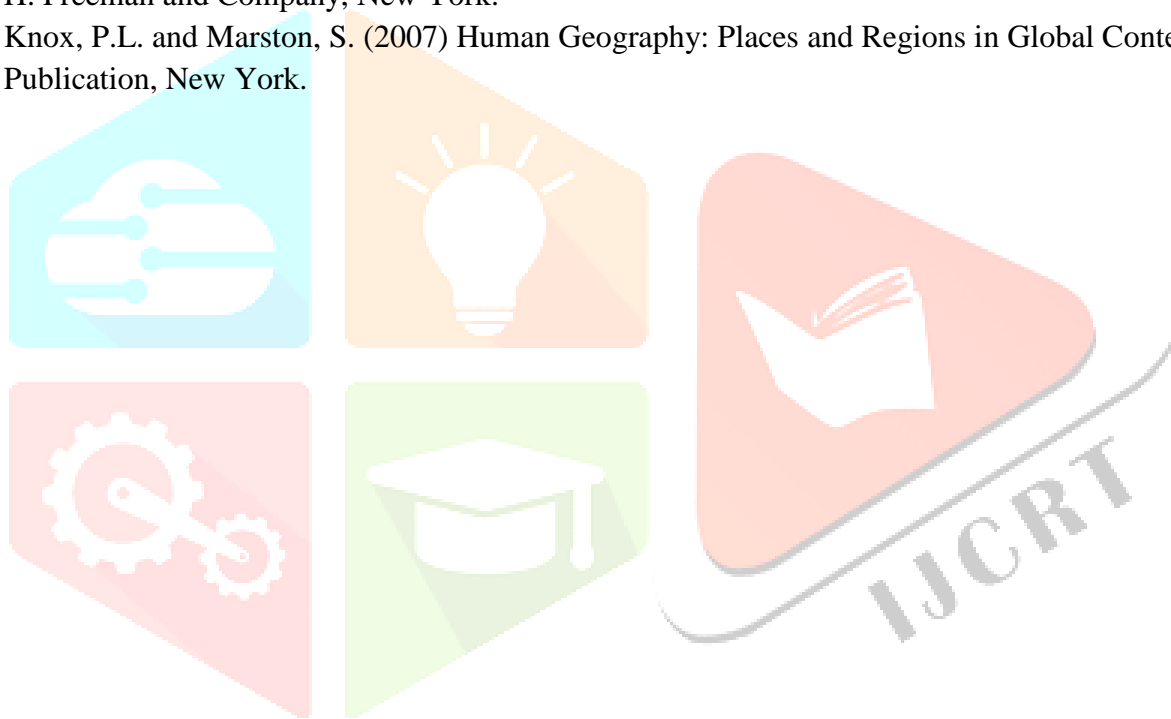 H. Freeman and Company, New York.
Knox, P.L. and Marston, S. (2007) Human Geography: Places and Regions in Global
Publication, New York.
IJCRT